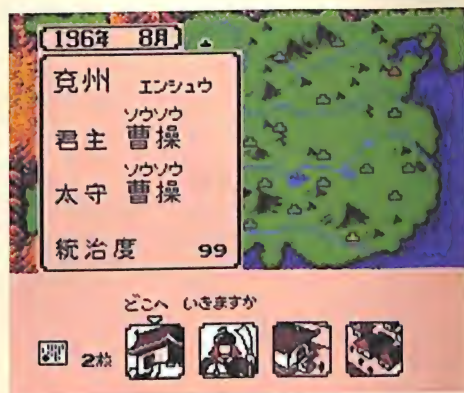 196年 8月
兗州 エンシュウ
ソウソウ
君主 曹操
ソウソウ
太守 曹操
統治度 99
どこへ いきますか
2枚